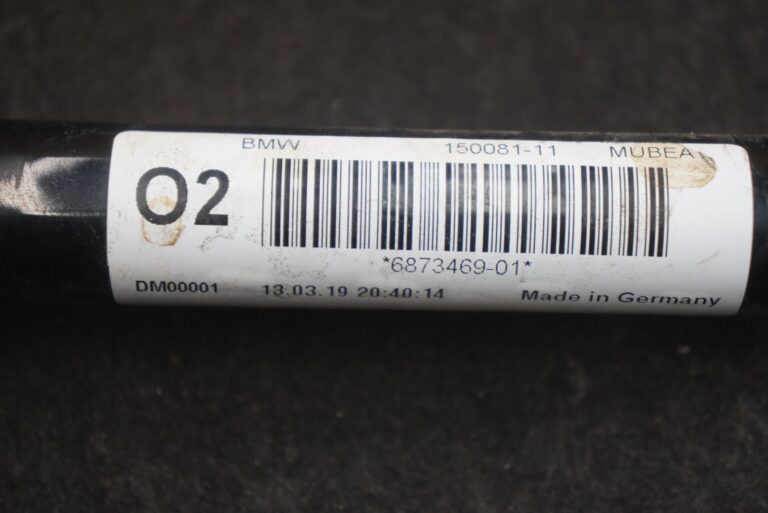 BMW 150081-11 MUBEA
O2
*6873469-01*
DM00001 13.03.19 20:40:14 Made in Germany